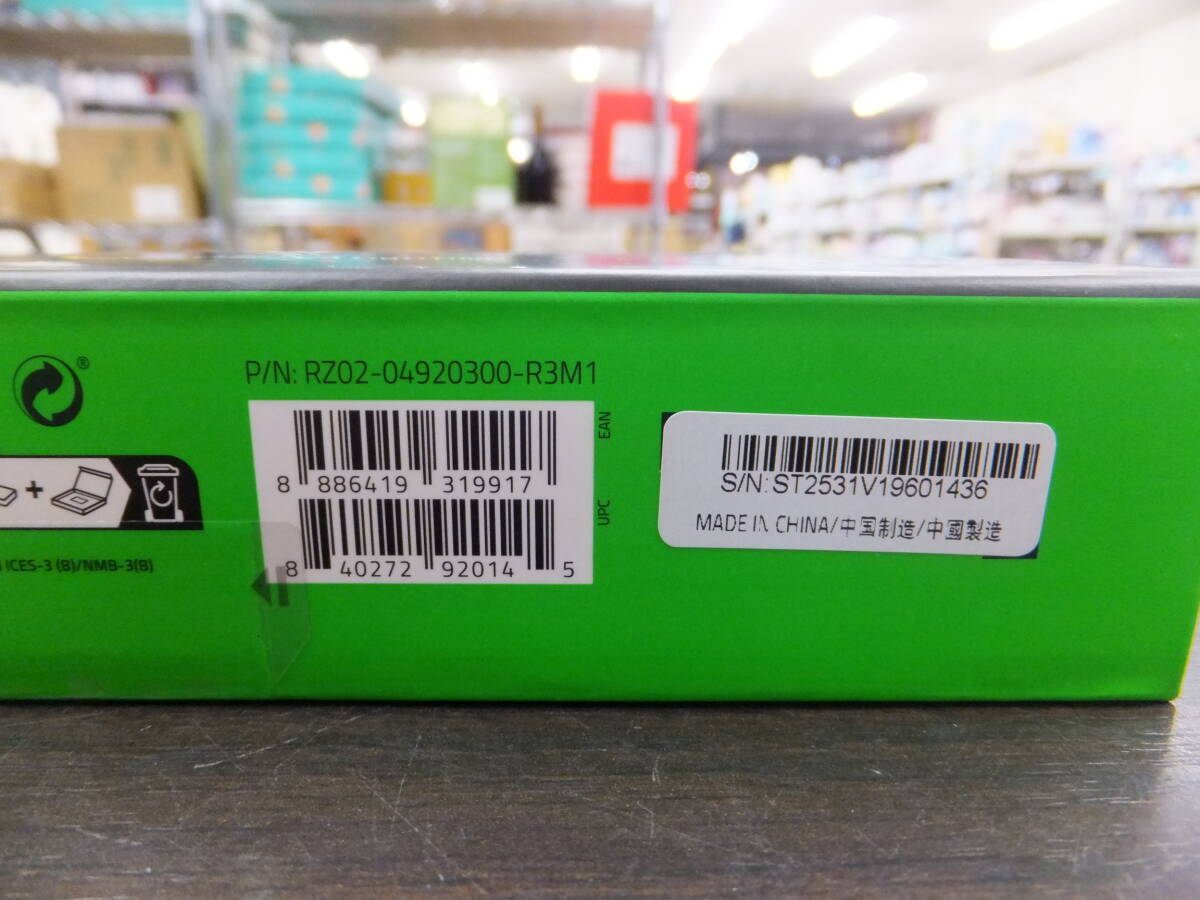 ®
P/N: RZ02-04920300-R3M1
8 886419 319917
EAN
8 40272 92014 5
UPC
+
ICES-3 (B)/NMB-3(B)
S/N: ST2531V19601436
MADE IN CHINA/中国制造/中國製造